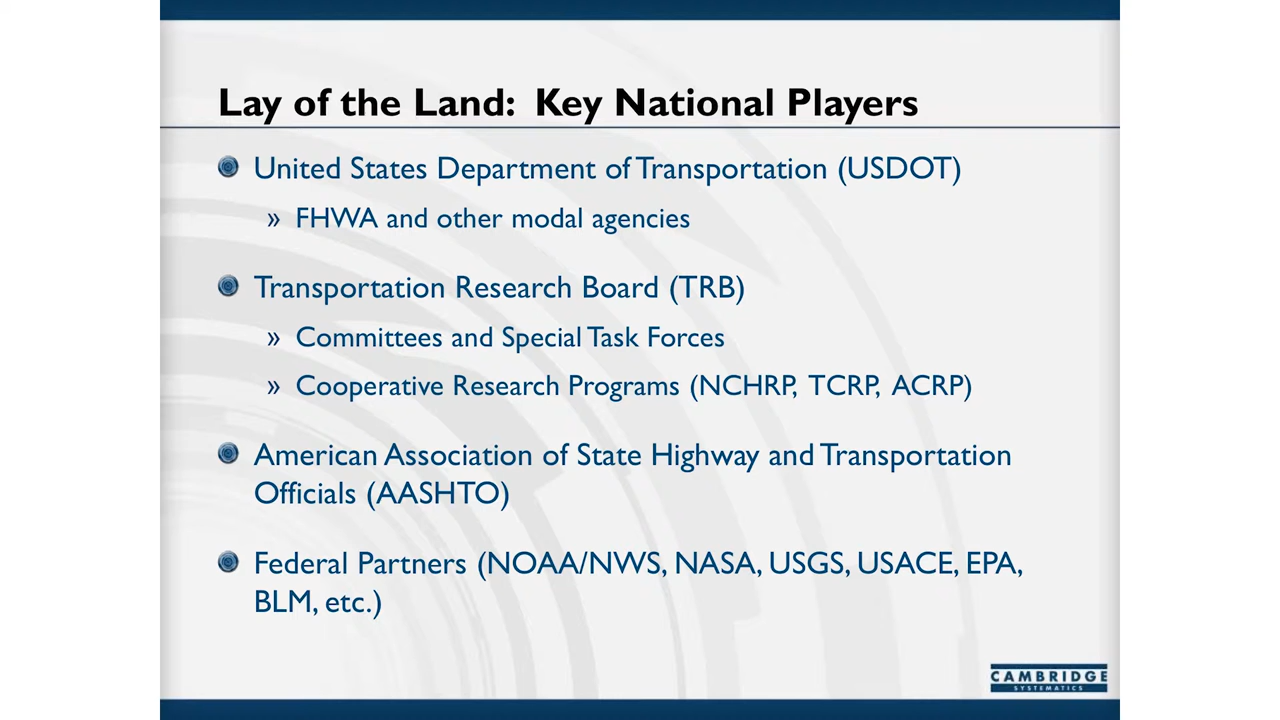 Lay of the Land: Key National Players
United States Department of Transportation (USDOT)
» FHWA and other modal agencies
Transportation Research Board (TRB)
» Committees and Special Task Forces
» Cooperative Research Programs (NCHRP, TCRP, ACRP)
American Association of State Highway and Transportation
Officials (AASHTO)
Federal Partners (NOAA/NWS, NASA, USGS, USACE, EPA,
BLM, etc.)
CAMBRIDGE
SYSTEMATICS